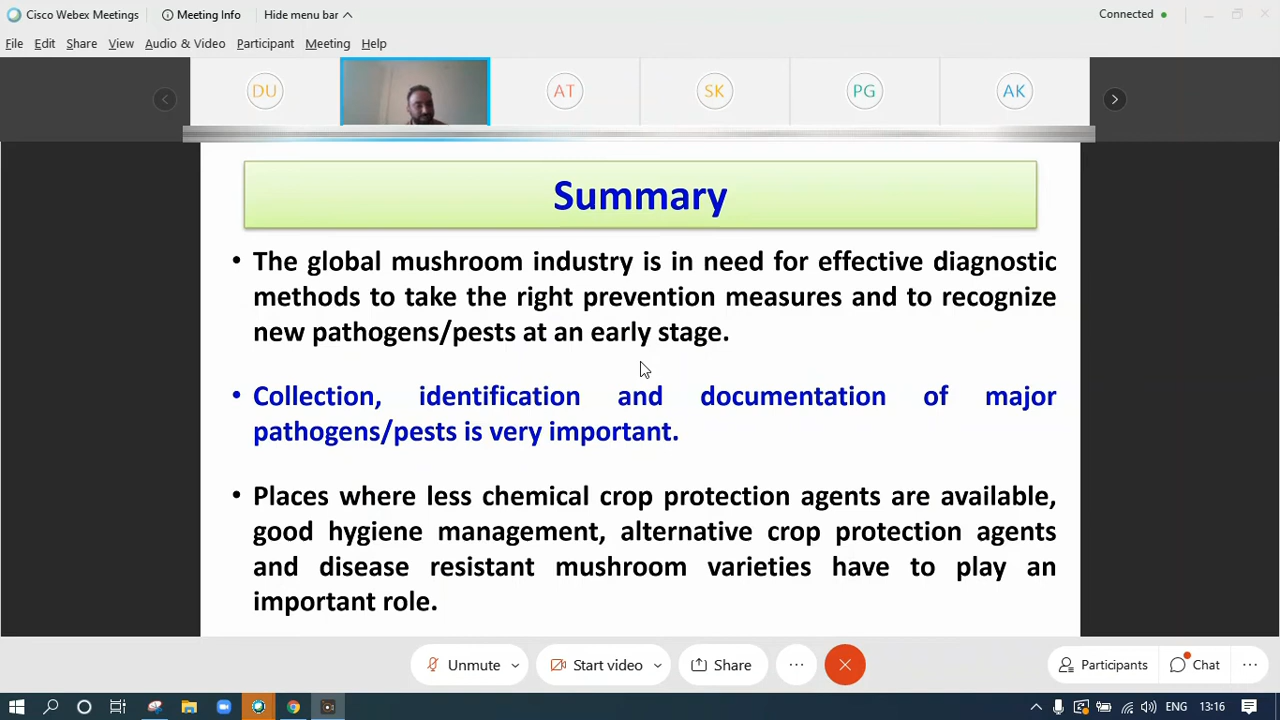 Cisco Webex Meetings
Meeting Info
Hide menu bar
Connected
File Edit Share View Audio & Video Participant Meeting Help
DU AT SK PG AK
Summary
• The global mushroom industry is in need for effective diagnostic
methods to take the right prevention measures and to recognize
new pathogens/pests at an early stage.
• Collection, identification and documentation of major
pathogens/pests is very important.
• Places where less chemical crop protection agents are available,
good hygiene management, alternative crop protection agents
and disease resistant mushroom varieties have to play an
important role.
Unmute Start video Share Participants Chat
ENG 13:16